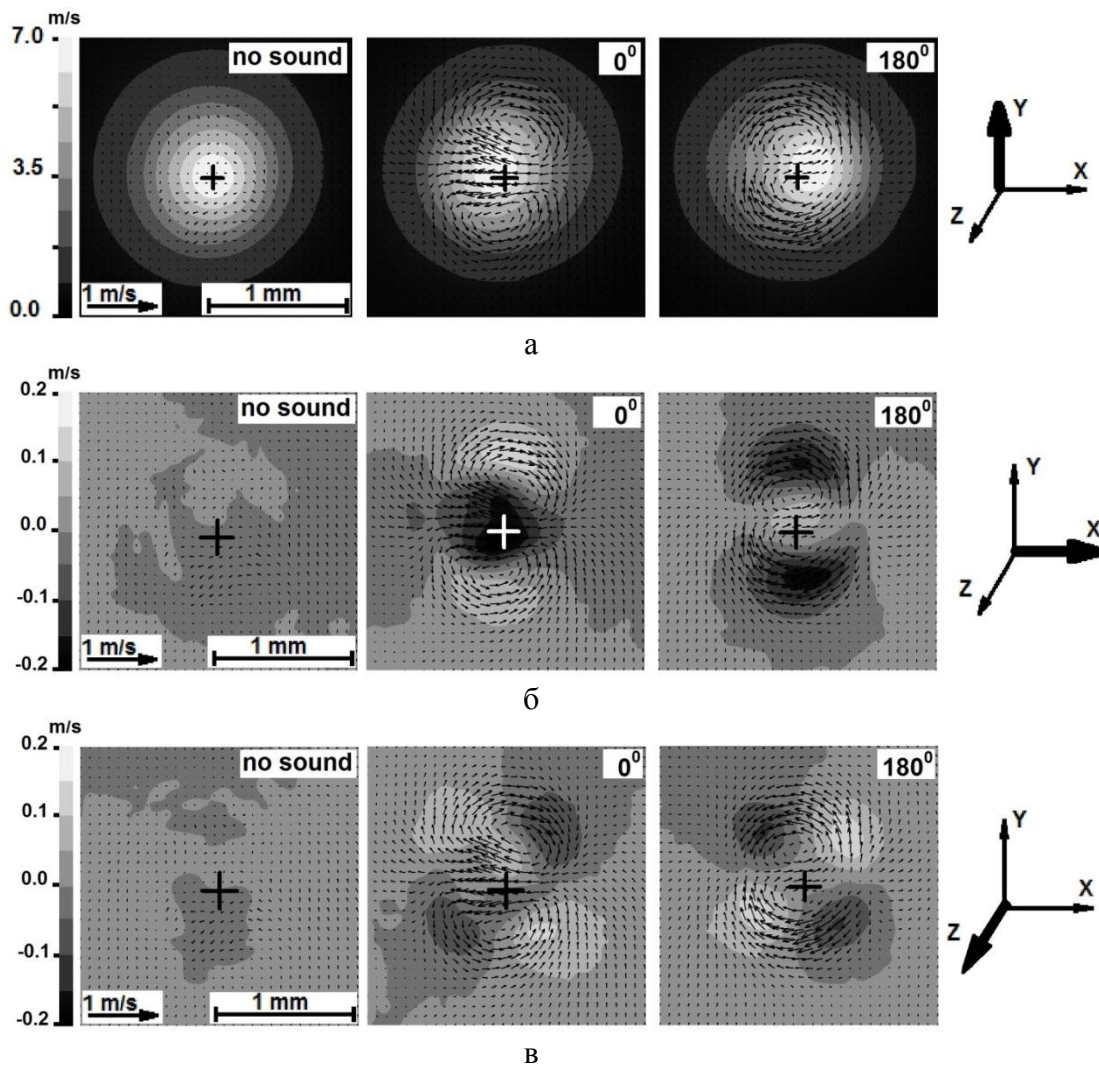 m/s
7.0
3.5
0.0
no sound
0⁰
180⁰
1 m/s
1 mm
Y
X
Z
а
m/s
0.2
0.1
0.0
-0.1
-0.2
no sound
0⁰
180⁰
1 m/s
1 mm
Y
X
Z
б
m/s
0.2
0.1
0.0
-0.1
-0.2
no sound
0⁰
180⁰
1 m/s
1 mm
Y
X
Z
в